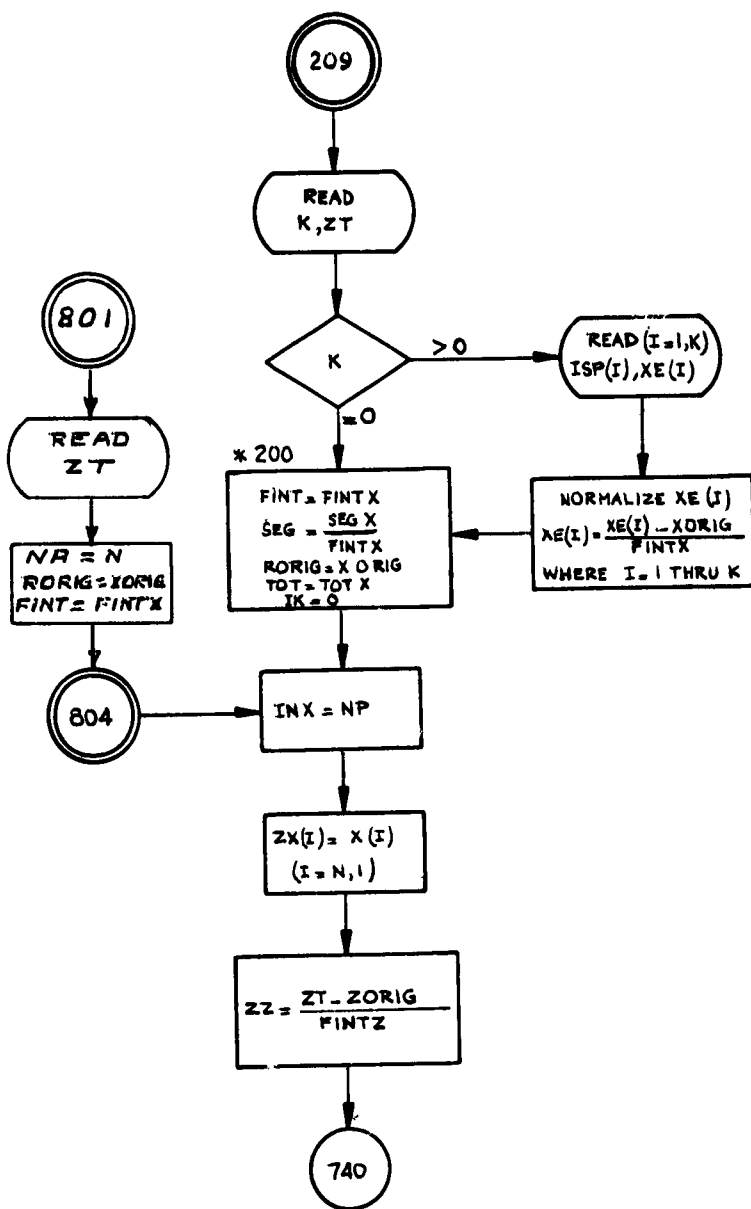 209
READ
K, ZT
K
>0
=0
READ (I=1,K)
ISP(I), XE(I)
NORMALIZE XE(I)
XE(I) = XE(I) - XORIG
FINTX
WHERE I=1 THRU K
* 200
FINT = FINTX
SEG = SEG X
FINTX
RORIG = XORIG
TOT = TOT X
IK = 0
801
READ
ZT
RORIG = XORIG
FINT = FINTX
804
INX = NP
ZX(I) = X(I)
(I = N, 1)
ZZ = ZT - ZORIG
FINTZ
740